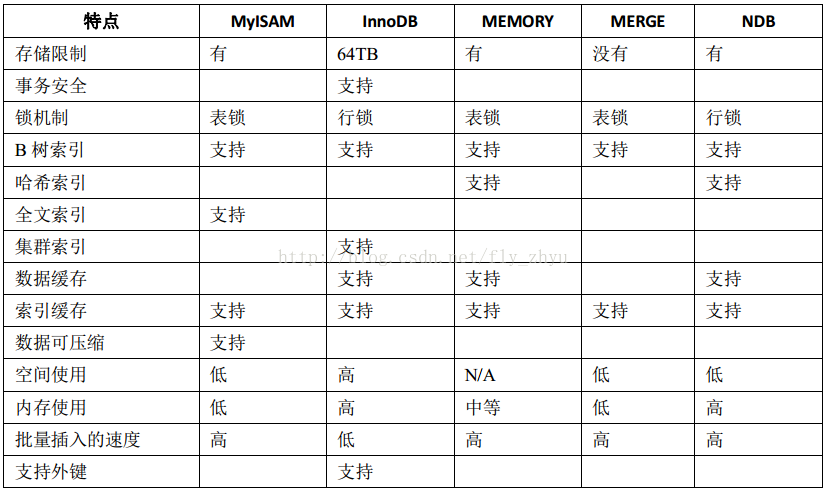 特点 MyISAM InnoDB MEMORY MERGE NDB
存储限制 有 64TB 有 没有 有
事务安全 支持
锁机制 表锁 行锁 表锁 表锁 行锁
B 树索引 支持 支持 支持 支持 支持
哈希索引 支持 支持
全文索引 支持
集群索引 支持
http://blog.csdn.net/fly_zhyu
数据缓存 支持 支持 支持
索引缓存 支持 支持 支持 支持 支持
数据可压缩 支持
空间使用 低 高 N/A 低 低
内存使用 低 高 中等 低 高
批量插入的速度 高 低 高 高 高
支持外键 支持